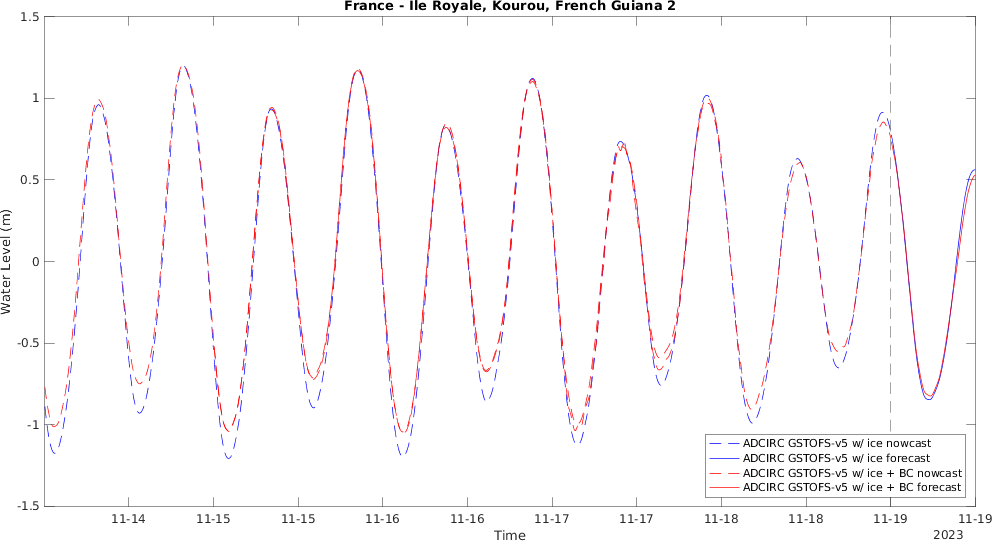 France - Ile Royale, Kourou, French Guiana 2
1.5
1
0.5
0
-0.5
-1
-1.5
Water Level (m)
11-14
11-15
11-15
11-16
11-16
11-17
11-17
11-18
11-18
11-19
11-19
Time
2023
ADCIRC GSTOFS-v5 w/ ice nowcast
ADCIRC GSTOFS-v5 w/ ice forecast
ADCIRC GSTOFS-v5 w/ ice + BC nowcast
ADCIRC GSTOFS-v5 w/ ice + BC forecast